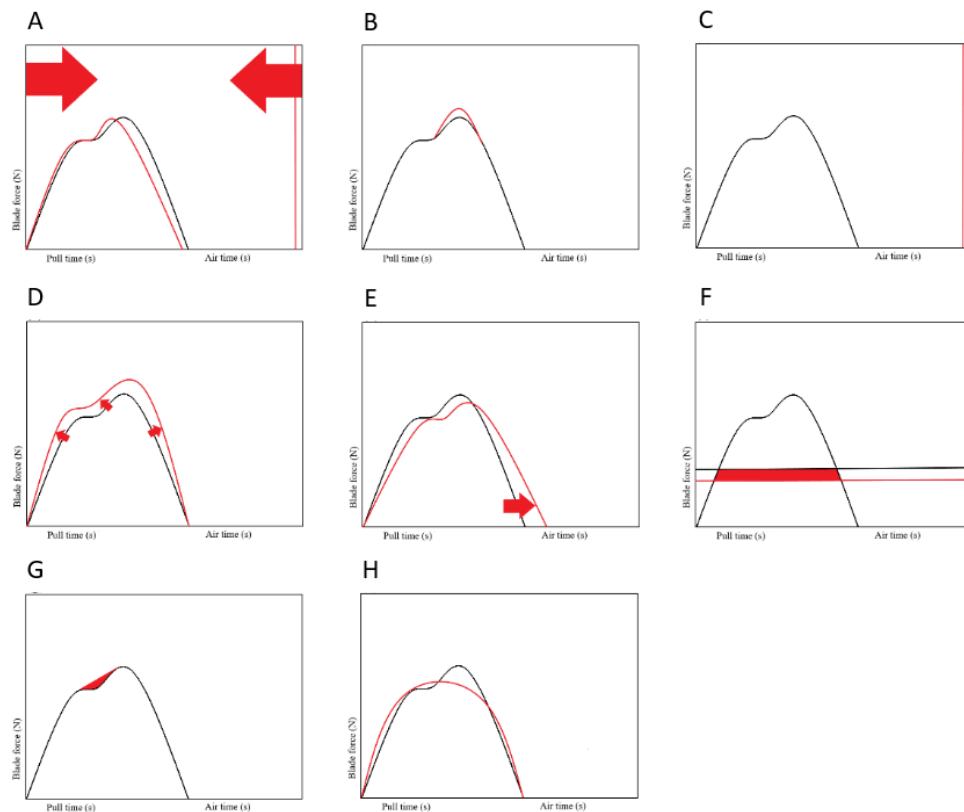 A
B
C
Blade force (N)
Pull time (s)
Air time (s)
Blade force (N)
Pull time (s)
Air time (s)
Blade force (N)
Pull time (s)
Air time (s)
D
E
F
Blade force (N)
Pull time (s)
Air time (s)
Blade force (N)
Pull time (s)
Air time (s)
Blade force (N)
Pull time (s)
Air time (s)
G
H
Blade force (N)
Pull time (s)
Air time (s)
Blade force (N)
Pull time (s)
Air time (s)